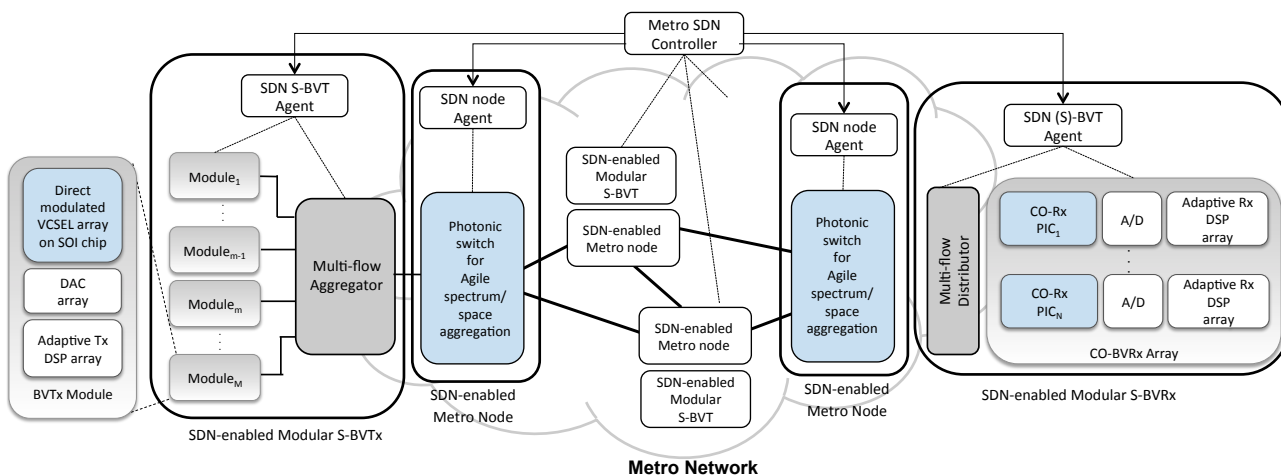 Metro SDN
Controller
SDN S-BVT
Agent
SDN node
Agent
SDN node
Agent
SDN (S)-BVT
Agent
Direct
modulated
VCSEL array
on SOI chip
DAC
array
Adaptive Tx
DSP array
BVTx Module
Module1
Modulem-1
Modulem
ModuleM
Multi-flow
Aggregator
SDN-enabled Modular S-BVTx
Photonic
switch
for
Agile
spectrum/
space
aggregation
SDN-enabled
Metro Node
SDN-enabled
Modular
S-BVT
SDN-enabled
Metro node
SDN-enabled
Metro node
SDN-enabled
Modular
S-BVT
Photonic
switch
for
Agile
spectrum/
space
aggregation
SDN-enabled
Metro Node
Multi-flow
Distributor
CO-Rx
PIC1
A/D
Adaptive Rx
DSP
array
CO-Rx
PICN
A/D
Adaptive Rx
DSP
array
CO-BVRx Array
SDN-enabled Modular S-BVRx
Metro Network